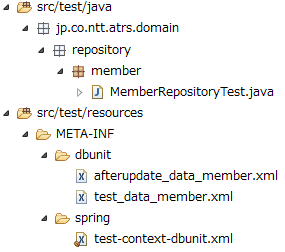 src/test/java
jp.co.ntt.atrs.domain
repository
member
MemberRepositoryTest.java
src/test/resources
META-INF
dbunit
afterupdate_data_member.xml
test_data_member.xml
spring
test-context-dbunit.xml